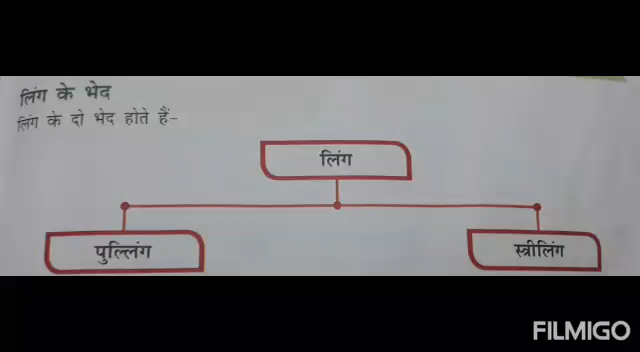 लिंग के भेद
लिंग के दो भेद होते हैं–
लिंग
पुल्लिंग
स्त्रीलिंग
FILMIGO